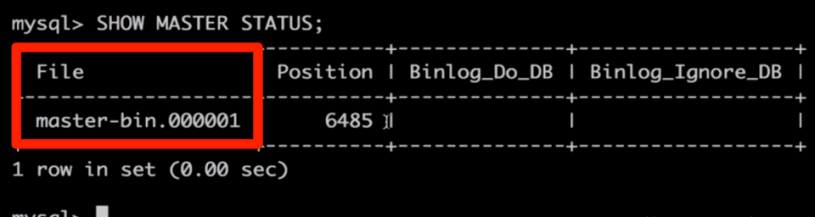 mysql> SHOW MASTER STATUS;
File Position | Binlog_Do_DB | Binlog_Ignore_DB |
master-bin.000001 6485 | | |
1 row in set (0.00 sec)
mysql>